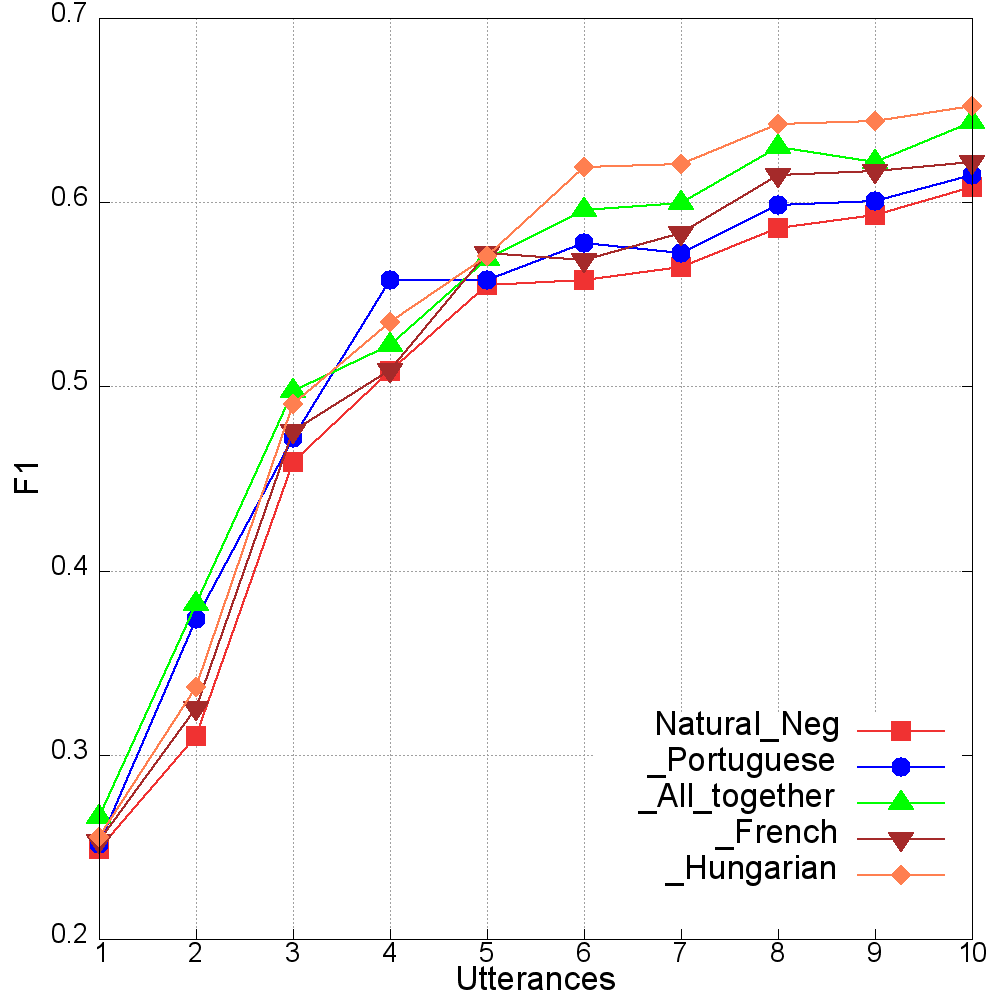 0.7
0.6
0.5
0.4
0.3
0.2
F1
Natural_Neg
_Portuguese
_All_together
_French
_Hungarian
1 2 3 4 5 6 7 8 9 10
Utterances